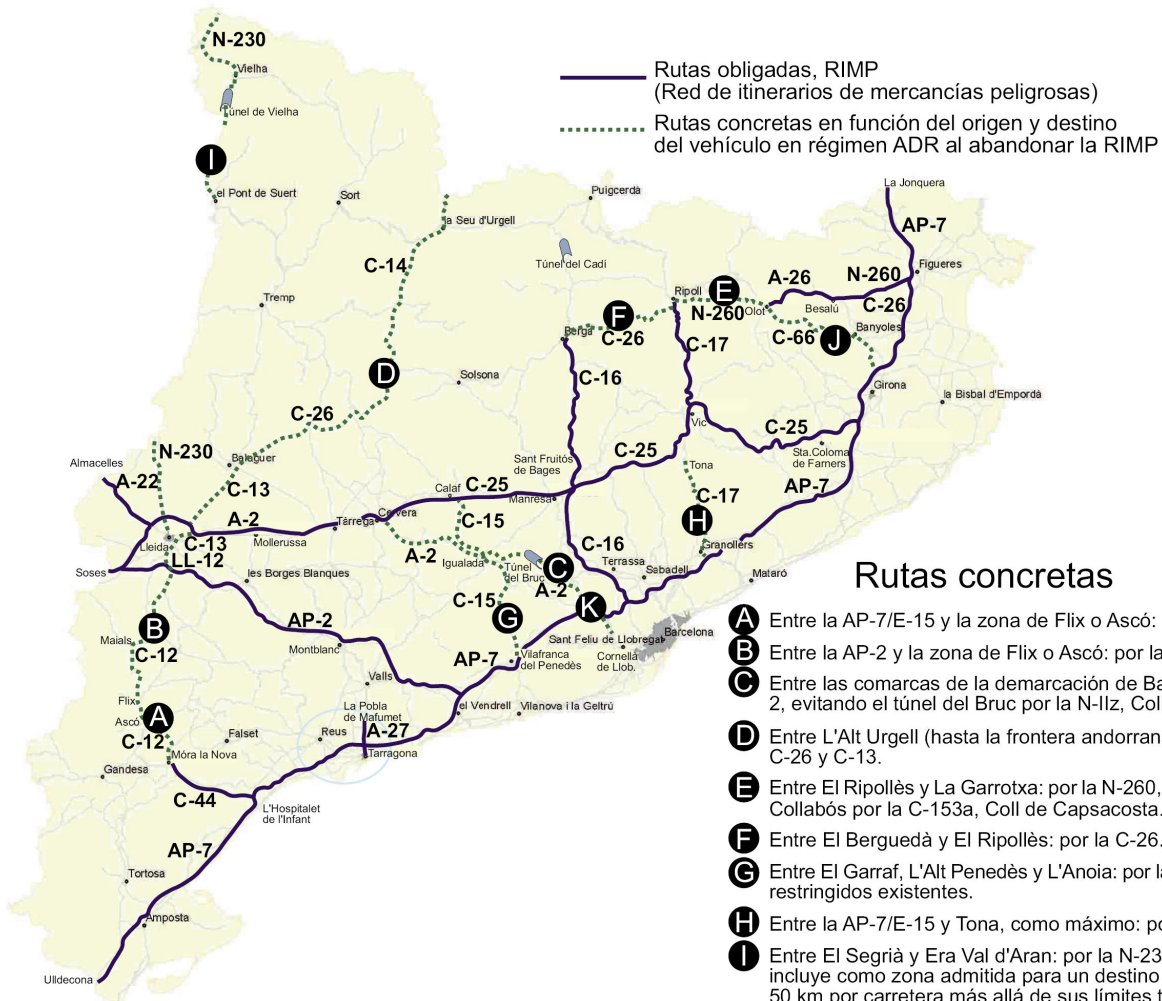 N-230
Vielha
Túnel de Vielha
Rutas obligadas, RIMP
(Red de itinerarios de mercancías peligrosas)
Rutas concretas en función del origen y destino
del vehículo en régimen ADR al abandonar la RIMP
I
el Pont de Suert
Sort
a Seu d'Urgell
Puigcerdà
La Jonquera
AP-7
C-14
Túnel del Cadí
A-26
N-260
Figueres
Tremp
Ripoll
E
N-260
Olot
Besalú
C-26
F
Berga
C-26
C-17
C-66
J
Banyoles
D
Solsona
C-16
Girona
la Bisbal d'Empordà
C-26
Vic
C-25
Sta.Coloma
de Farners
N-230
Balaguer
Almacelles
A-22
C-13
Sant Fruitós
de Bages
C-25
Tona
C-17
AP-7
Calaf
C-25
Manresa
Cervera
C-15
A-2
Tàrrega
H
Lleida
C-13
Mollerussa
A-2
Igualada
Túnel
del Bruc
C
A-2
C-16
Terrassa
Sabadell
Granollers
Mataró
Soses
LL-12
les Borges Blanques
C-15
G
K
Rutas concretas
AP-2
B
Maials
C-12
Montblanc
AP-7
Vilafranca
del Penedès
Sant Feliu de Llobregat
Barcelona
Cornellà
de Llob.
Valls
Flix
Ascó
A
C-12
La Pobla
de Mafumet
A-27
el Vendrell
Vilanova i la Geltrú
Falset
Reus
Tarragona
Móra la Nova
Gandesa
C-44
L'Hospitalet
de l'Infant
AP-7
Tortosa
Amposta
Ulldecona
A Entre la AP-7/E-15 y la zona de Flix o Ascó:
B Entre la AP-2 y la zona de Flix o Ascó: por la
C Entre las comarcas de la demarcación de Ba
2, evitando el túnel del Bruc por la N-IIz, Col
D Entre L'Alt Urgell (hasta la frontera andorran
C-26 y C-13.
E Entre El Ripollès y La Garrotxa: por la N-260,
Collabós por la C-153a, Coll de Capsacosta.
F Entre El Berguedà y El Ripollès: por la C-26.
G Entre El Garraf, L'Alt Penedès y L'Anoia: por la
restringidos existentes.
H Entre la AP-7/E-15 y Tona, como máximo: po
I Entre El Segrià y Era Val d'Aran: por la N-23
incluye como zona admitida para un destino
50 km por carretera más allá de sus límites t